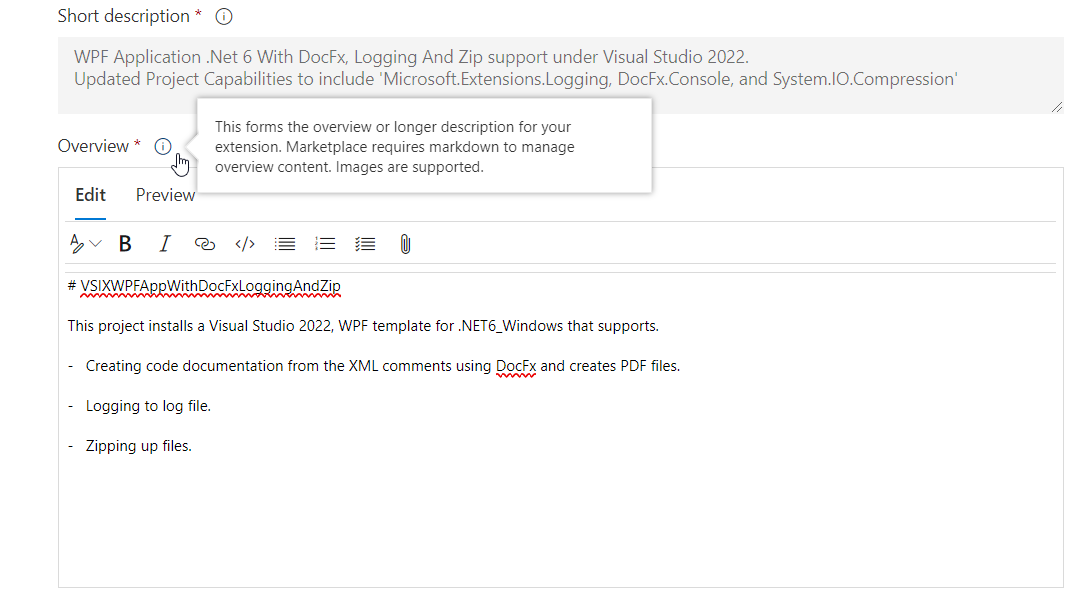 Short description *
WPF Application .Net 6 With DocFx, Logging And Zip support under Visual Studio 2022.
Updated Project Capabilities to include 'Microsoft.Extensions.Logging, DocFx.Console, and System.IO.Compression'
This forms the overview or longer description for your
extension. Marketplace requires markdown to manage
overview content. Images are supported.
Overview *
Edit Preview
B I </>
# VSIXWPFAppWithDocFxLoggingAndZip
This project installs a Visual Studio 2022, WPF template for .NET6_Windows that supports.
- Creating code documentation from the XML comments using DocFx and creates PDF files.
- Logging to log file.
- Zipping up files.